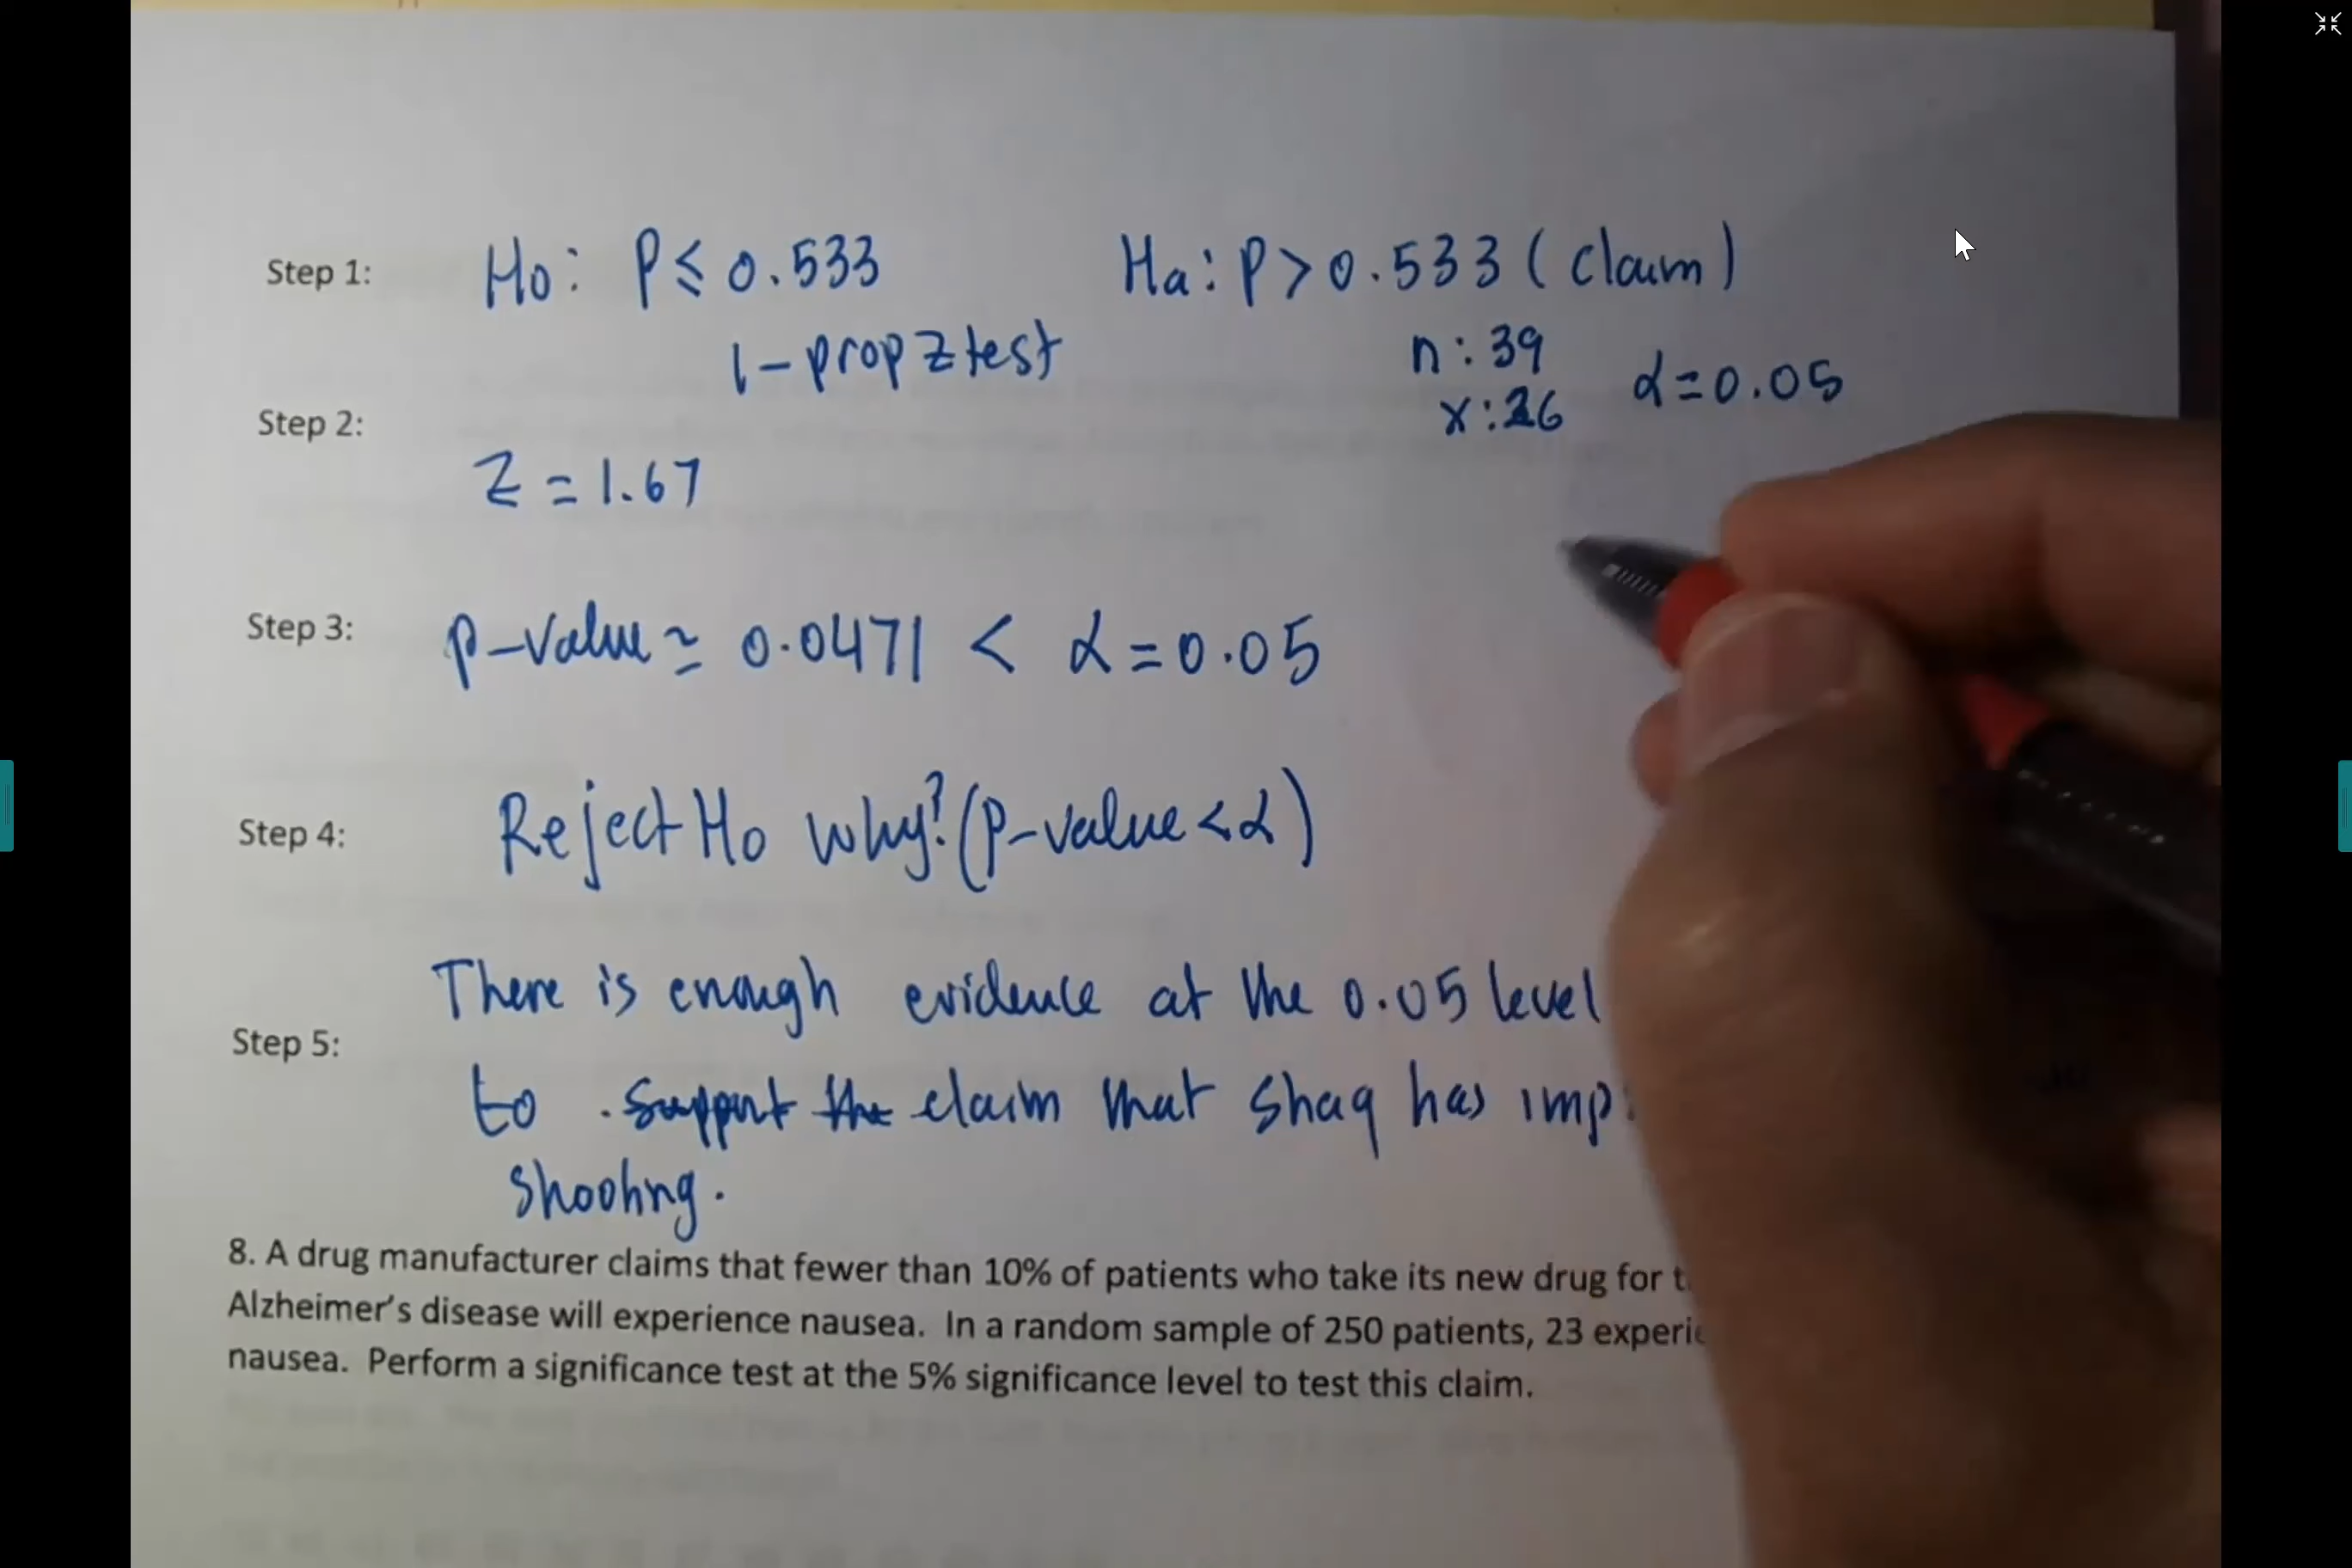 Step 1: Ho: P ≤ 0.533 Ha: P > 0.533 (claim)
1-prop Z test n: 39
x: 26 α = 0.05
Step 2:
Z = 1.67
Step 3: p-value ≃ 0.0471 < α = 0.05
Step 4: Reject Ho why? (p-value < α)
There is enough evidence at the 0.05 level
Step 5:
to support the claim that Shaq has imp
shooting.
8. A drug manufacturer claims that fewer than 10% of patients who take its new drug for t
Alzheimer's disease will experience nausea. In a random sample of 250 patients, 23 experie
nausea. Perform a significance test at the 5% significance level to test this claim.